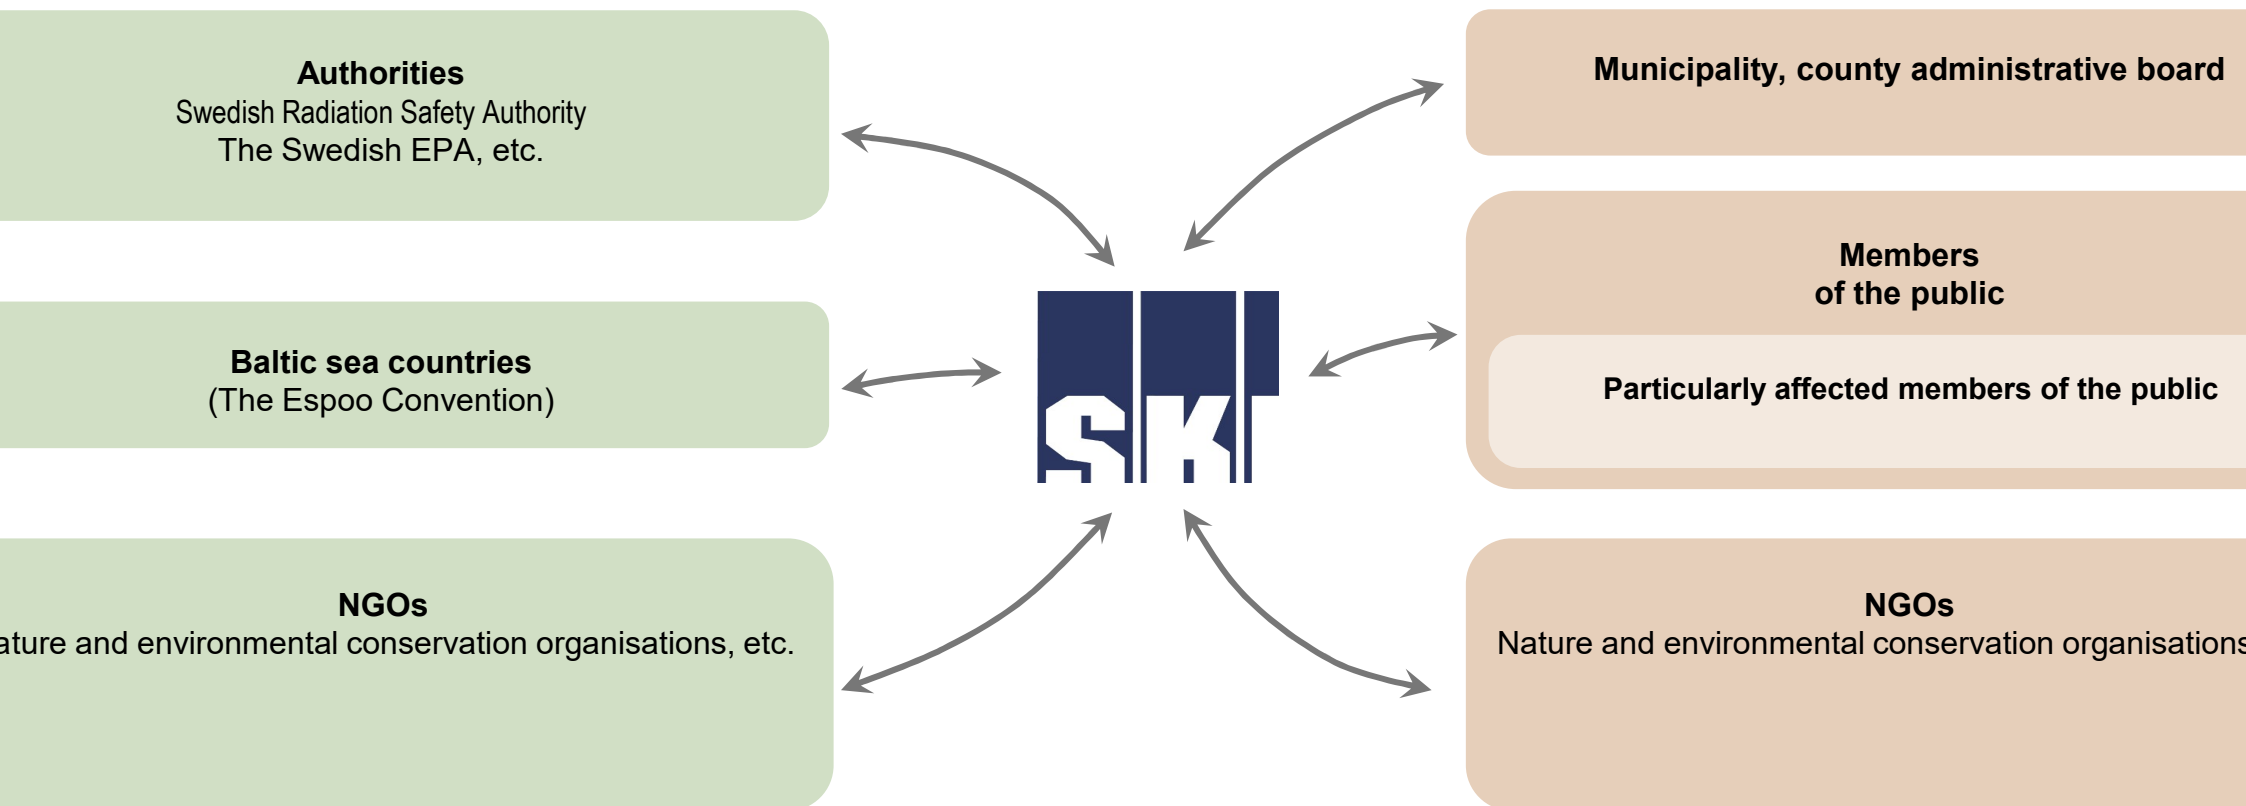 Authorities
Swedish Radiation Safety Authority
The Swedish EPA, etc.
Baltic sea countries
(The Espoo Convention)
NGOs
ature and environmental conservation organisations, etc.
SK
Municipality, county administrative board
Members
of the public
Particularly affected members of the public
NGOs
Nature and environmental conservation organisations